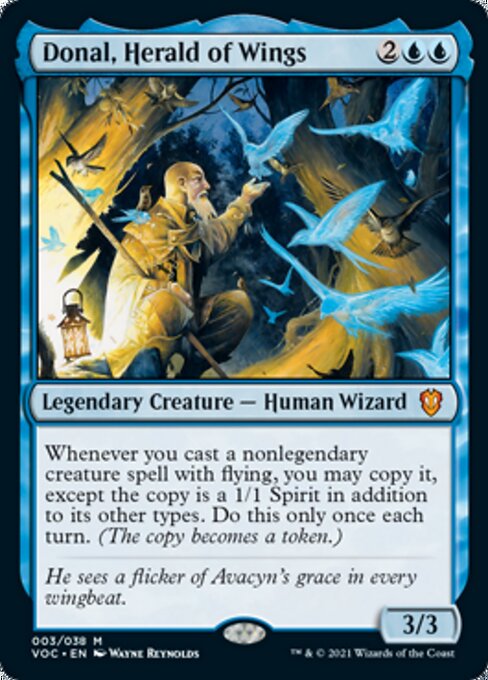 Donal, Herald of Wings 2
Legendary Creature — Human Wizard
Whenever you cast a nonlegendary
creature spell with flying, you may copy it,
except the copy is a 1/1 Spirit in addition
to its other types. Do this only once each
turn. (The copy becomes a token.)
He sees a flicker of Avacyn's grace in every
wingbeat.
3/3
003/038 M
VOC • EN Wayne Reynolds
™ & © 2021 Wizards of the Coast